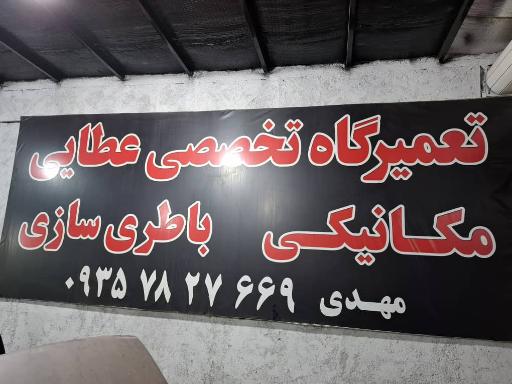 تعمیرگاه تخصصی عطایی
مکانیکی باطری سازی
مهدی ۰۹۳۵ ۷۸ ۲۷ ۶۶۹